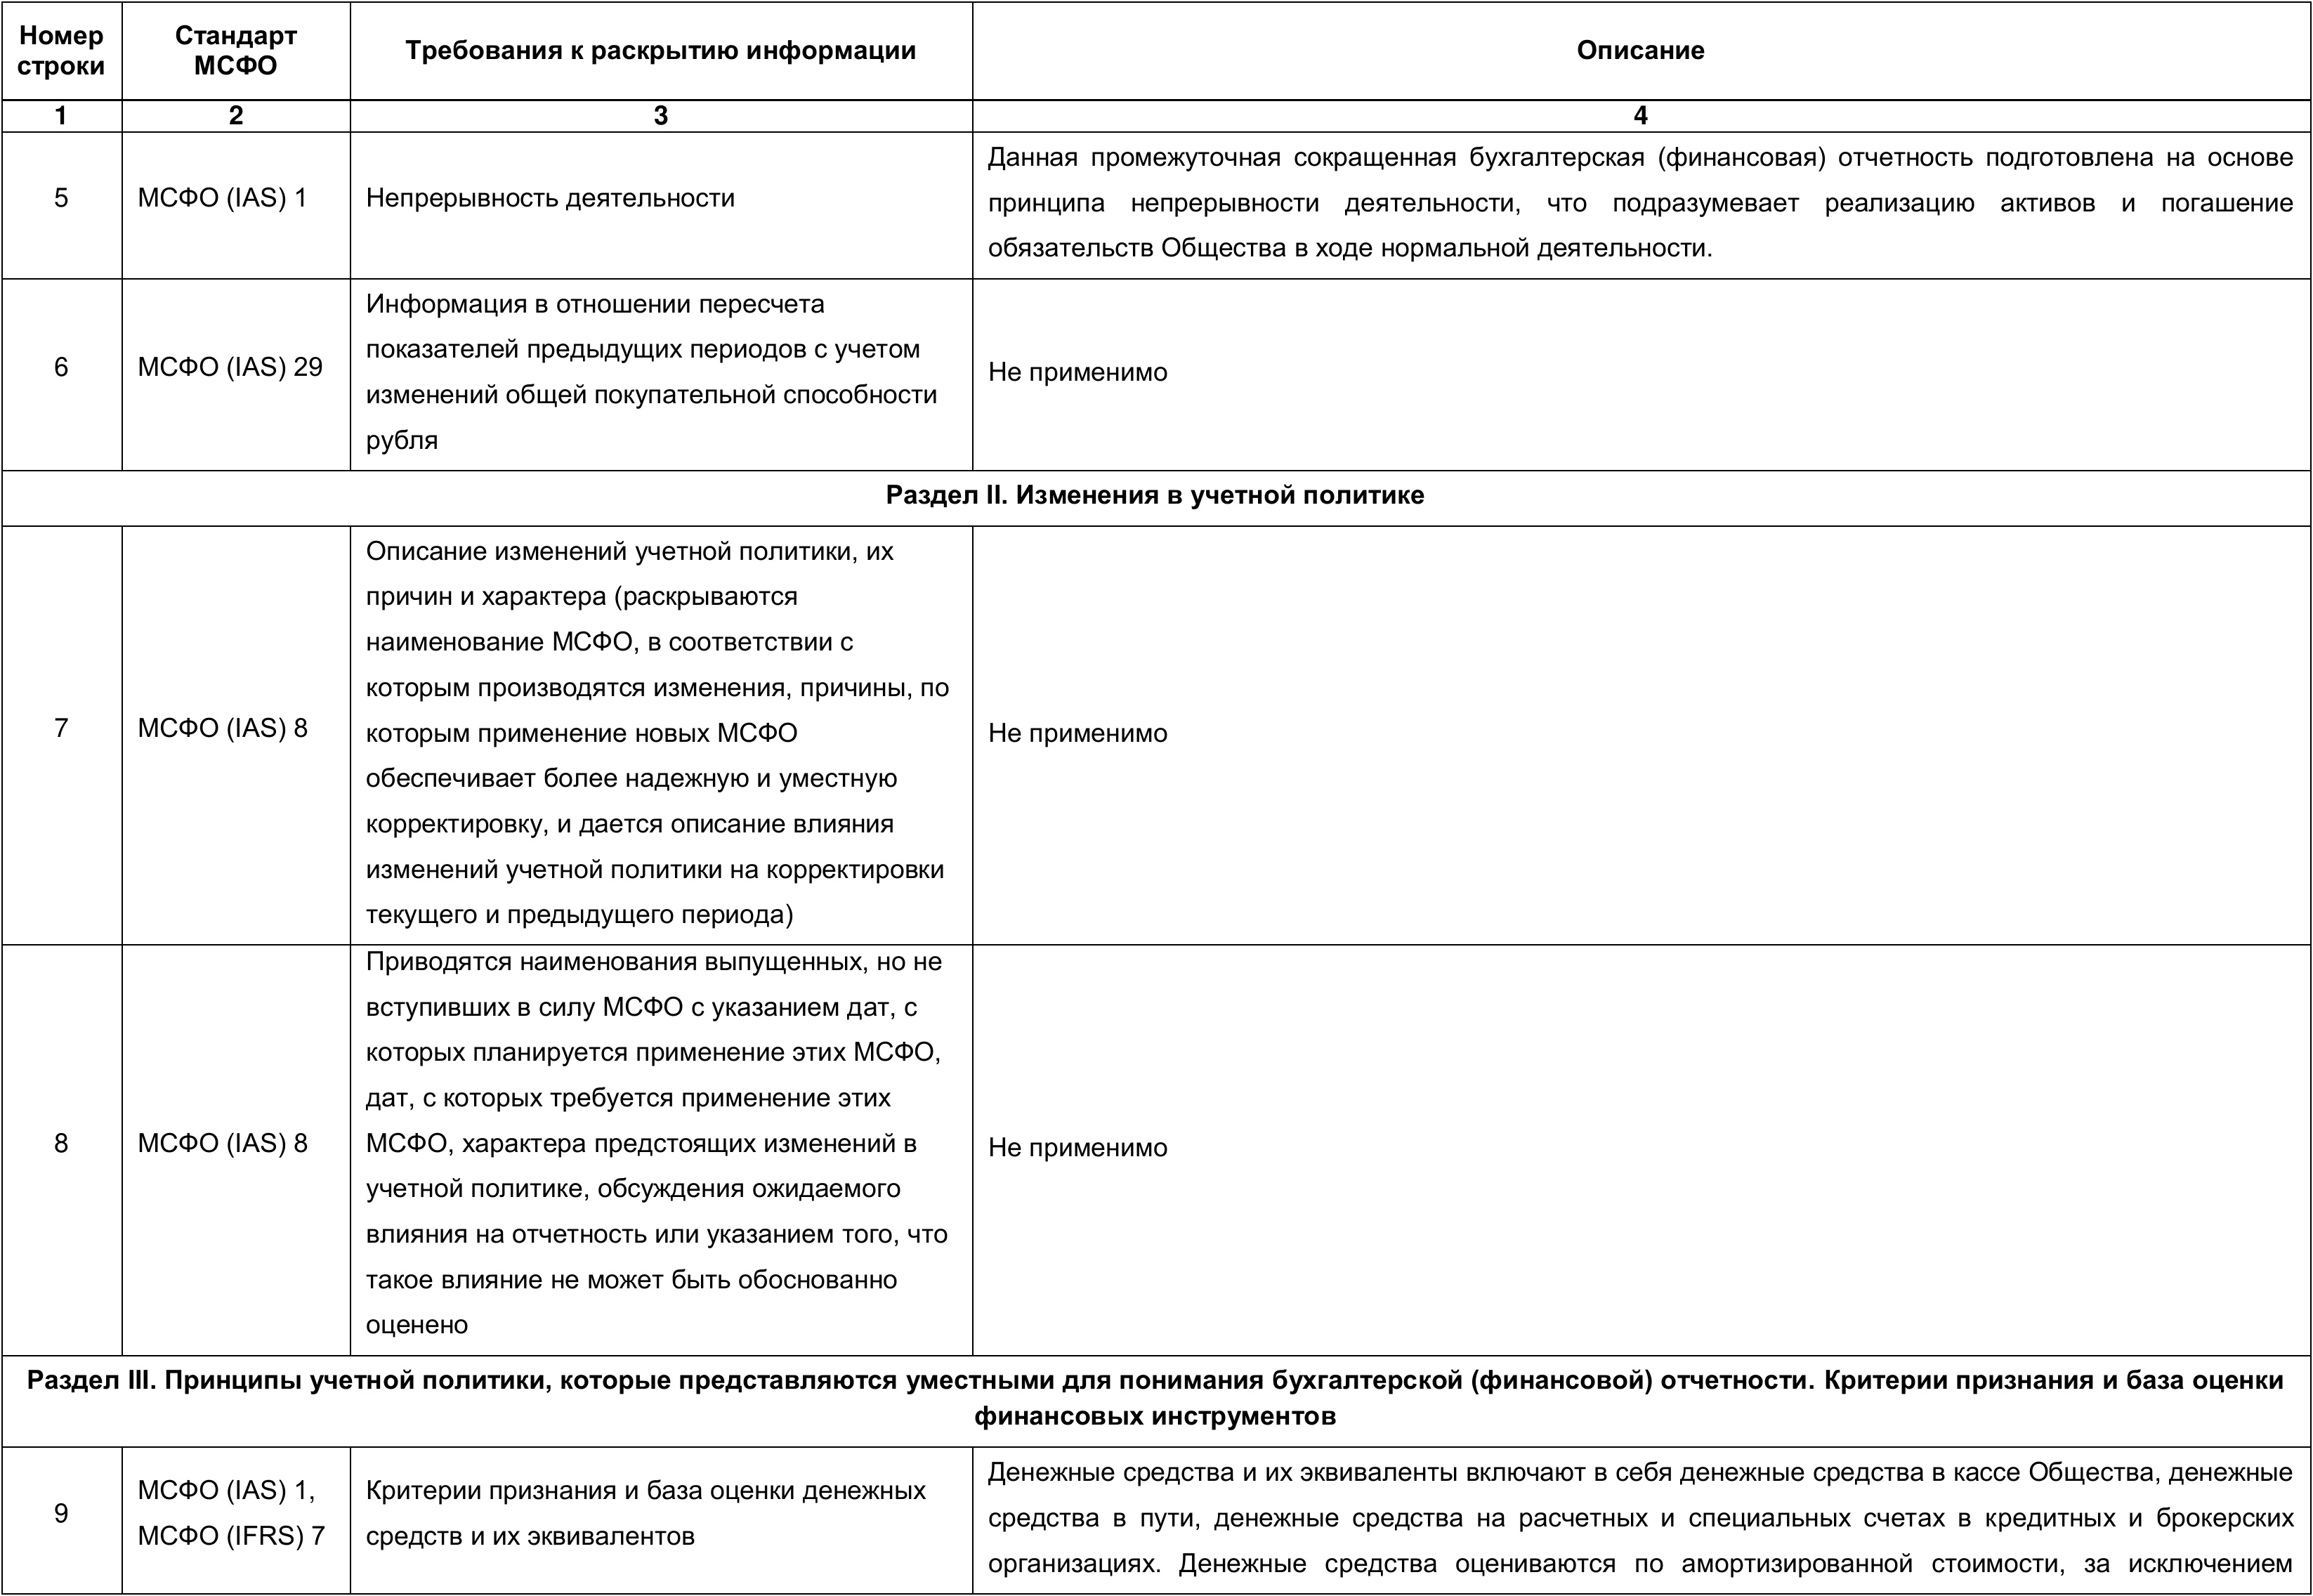 Номер строки
Стандарт МСФО
Требования к раскрытию информации
Описание
1
2
3
4
5
МСФО (IAS) 1
Непрерывность деятельности
Данная промежуточная сокращенная бухгалтерская (финансовая) отчетность подготовлена на основе
принципа непрерывности деятельности, что подразумевает реализацию активов и погашение
обязательств Общества в ходе нормальной деятельности.
6
МСФО (IAS) 29
Информация в отношении пересчета
показателей предыдущих периодов с учетом
изменений общей покупательной способности
рубля
Не применимо
Раздел II. Изменения в учетной политике
7
МСФО (IAS) 8
Описание изменений учетной политики, их
причин и характера (раскрываются
наименование МСФО, в соответствии с
которым производятся изменения, причины, по
которым применение новых МСФО
обеспечивает более надежную и уместную
корректировку, и дается описание влияния
изменений учетной политики на корректировки
текущего и предыдущего периода)
Не применимо
8
МСФО (IAS) 8
Приводятся наименования выпущенных, но не
вступивших в силу МСФО с указанием дат, с
которых планируется применение этих МСФО,
дат, с которых требуется применение этих
МСФО, характера предстоящих изменений в
учетной политике, обсуждения ожидаемого
влияния на отчетность или указанием того, что
такое влияние не может быть обоснованно
оценено
Не применимо
Раздел III. Принципы учетной политики, которые представляются уместными для понимания бухгалтерской (финансовой) отчетности. Критерии признания и база оценки
финансовых инструментов
9
МСФО (IAS) 1,
МСФО (IFRS) 7
Критерии признания и база оценки денежных
средств и их эквивалентов
Денежные средства и их эквиваленты включают в себя денежные средства в кассе Общества, денежные
средства в пути, денежные средства на расчетных и специальных счетах в кредитных и брокерских
организациях. Денежные средства оцениваются по амортизированной стоимости, за исключением